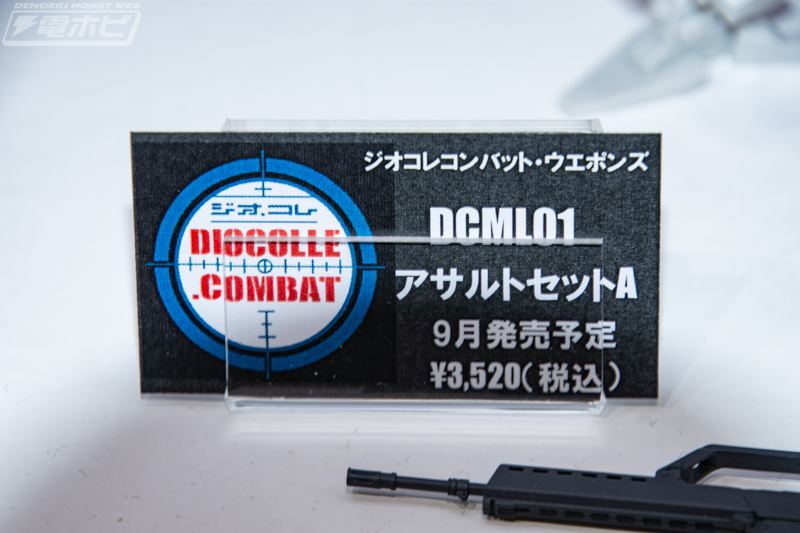 DENGEKI HOBBY WEB
電ホビ
ジオコレコンバット・ウエポンズ
ジオ.コレ
DIOCOLLE
.COMBAT
DCML01
アサルトセットA
9月発売予定
¥3,520(税込)